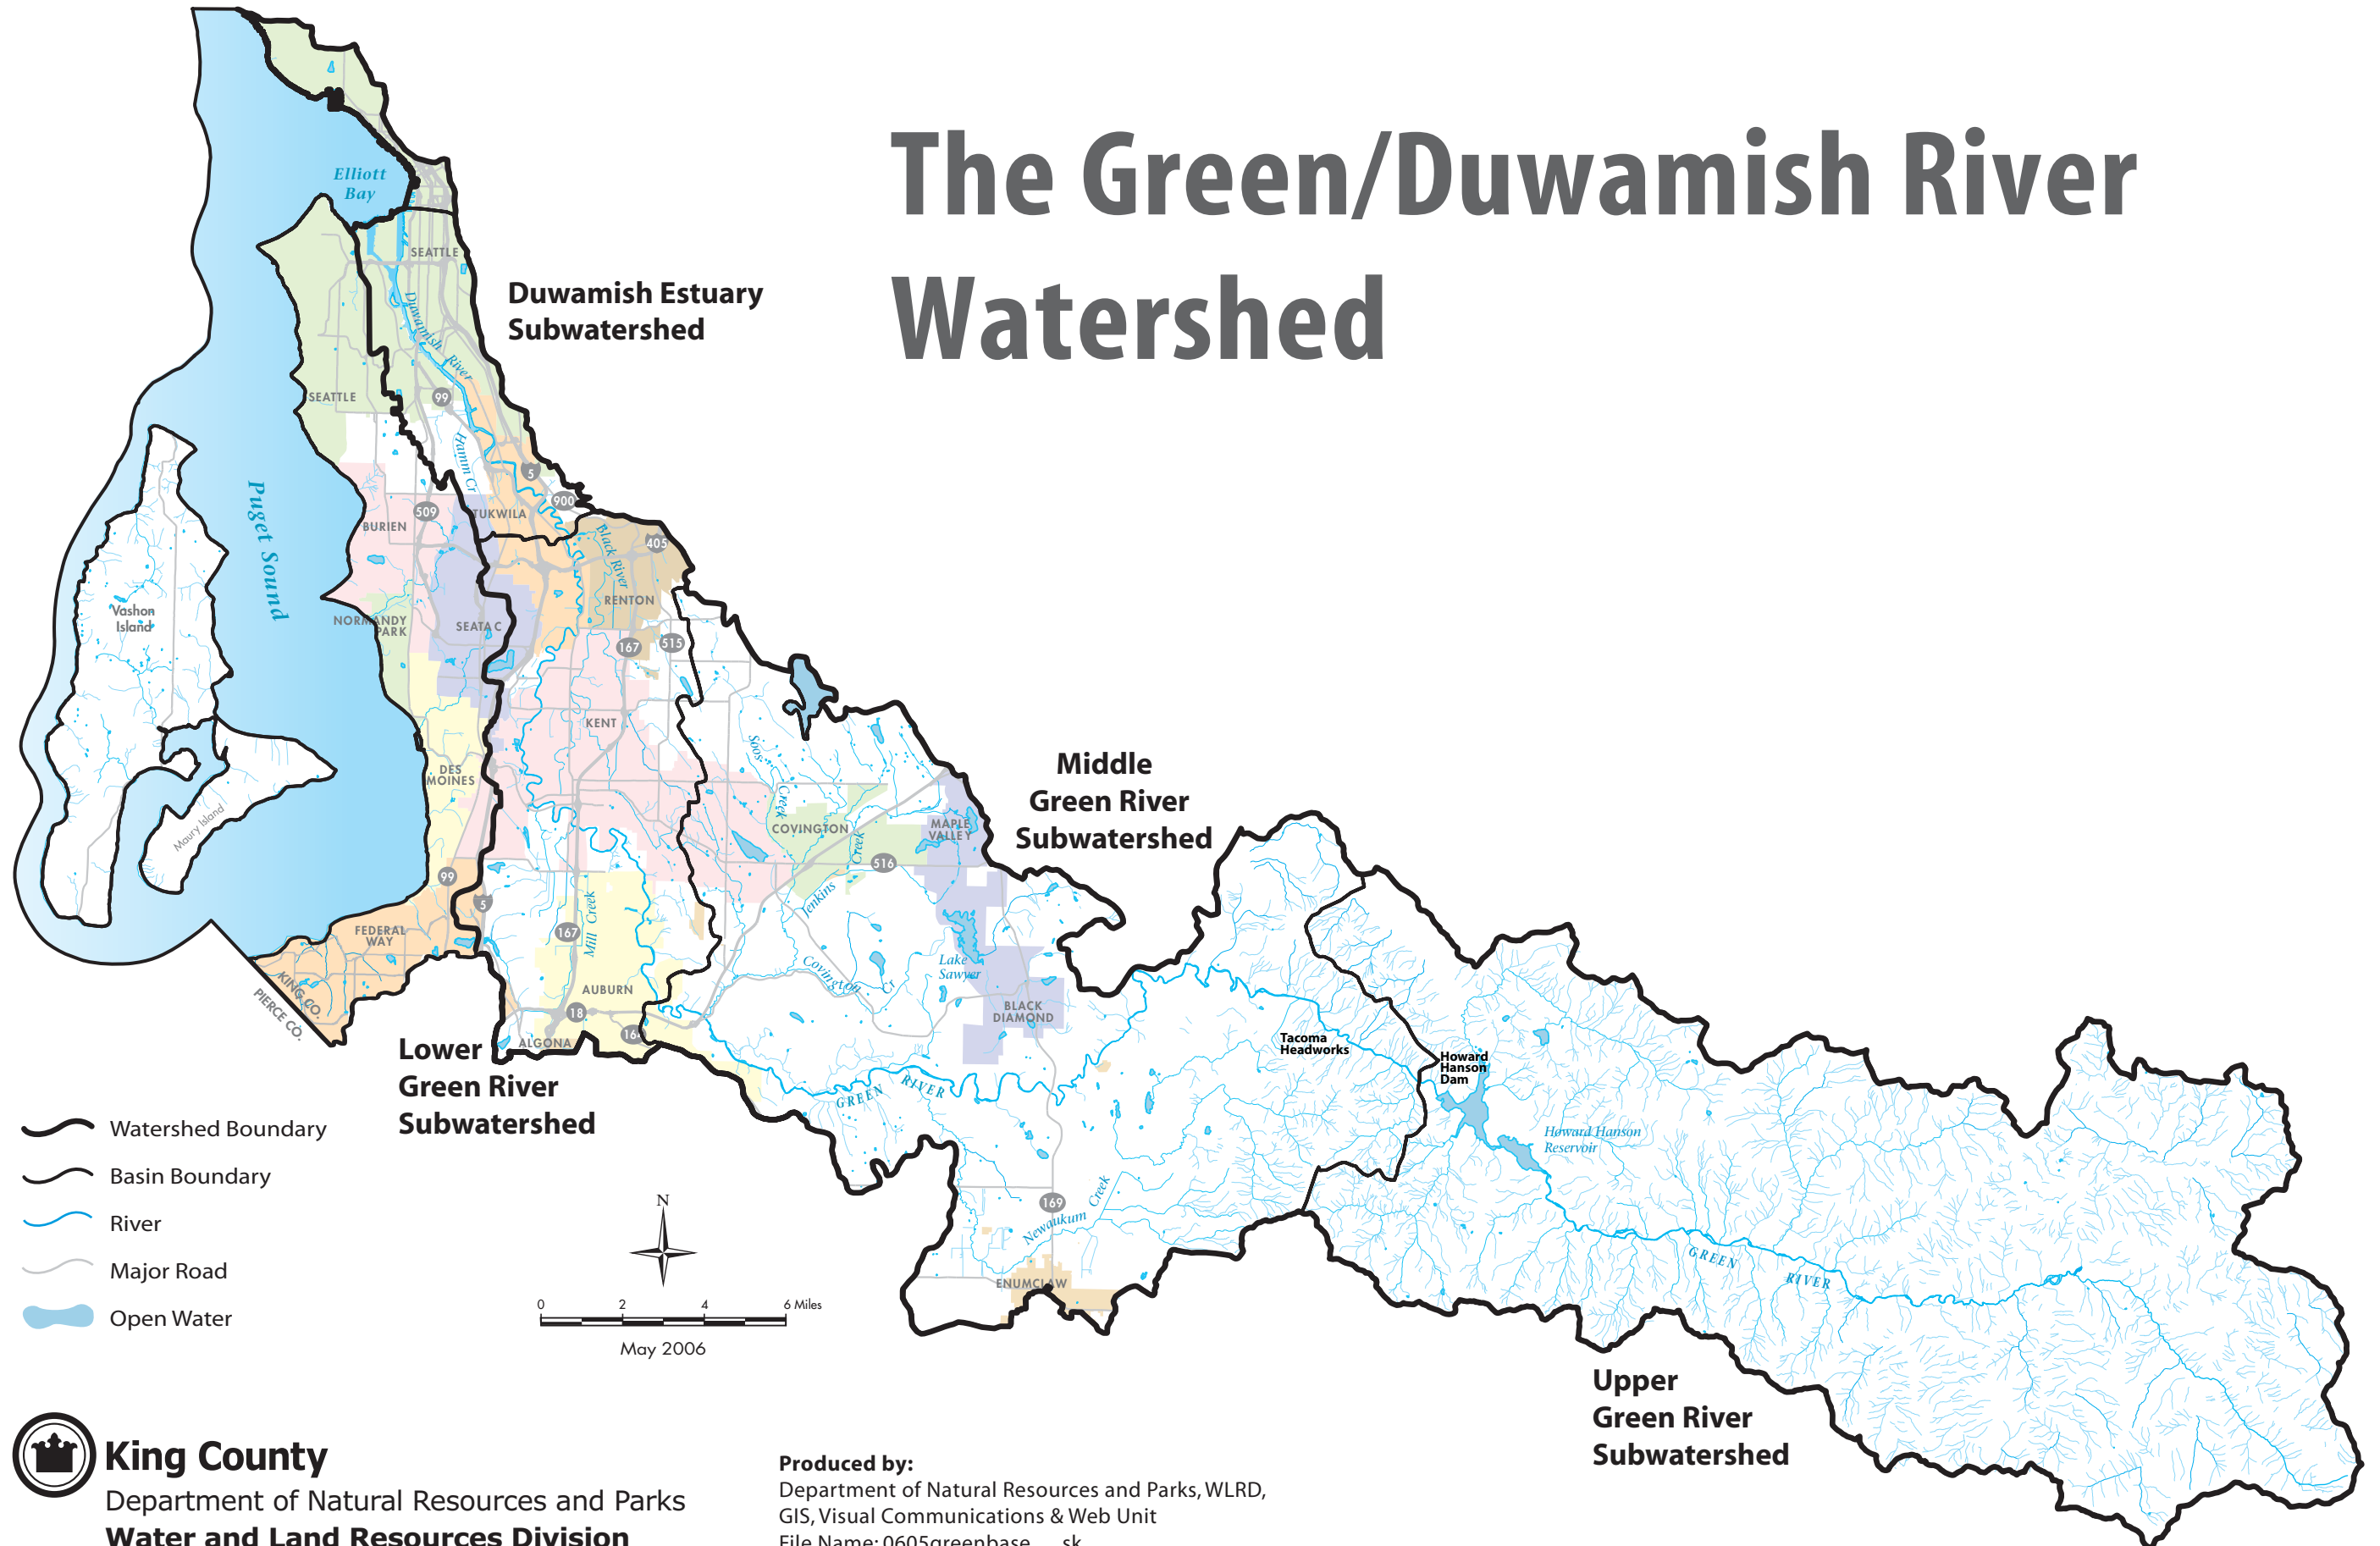 The Green/Duwamish River
Watershed
Elliott
Bay
SEATTLE
Duwamish Estuary
Subwatershed
Duwamish River
SEATTLE
99
Hamm Cr
5
900
Puget Sound
BURIEN
509
TUKWILA
Black River
405
Vashon
Island
NORMANDY
PARK
SEATAC
RENTON
167
515
KENT
Soos
Creek
DES
MOINES
Maury Island
Middle
Green River
Subwatershed
COVINGTON
MAPLE
VALLEY
Creek
516
Jenkins
99
5
FEDERAL
WAY
167
Mill Creek
KING CO.
PIERCE CO.
AUBURN
18
ALGONA
Covington Cr
Lake
Sawyer
BLACK
DIAMOND
Tacoma
Headworks
Howard
Hanson
Dam
Lower
Green River
Subwatershed
GREEN RIVER
Howard Hanson
Reservoir
169
Newaukum Creek
ENUMCLAW
GREEN RIVER
Upper
Green River
Subwatershed
Watershed Boundary
Basin Boundary
River
Major Road
Open Water
N
0 2 4 6 Miles
May 2006
King County
Department of Natural Resources and Parks
Water and Land Resources Division
Produced by:
Department of Natural Resources and Parks, WLRD,
GIS, Visual Communications & Web Unit
File Name: 0605greenbase sk